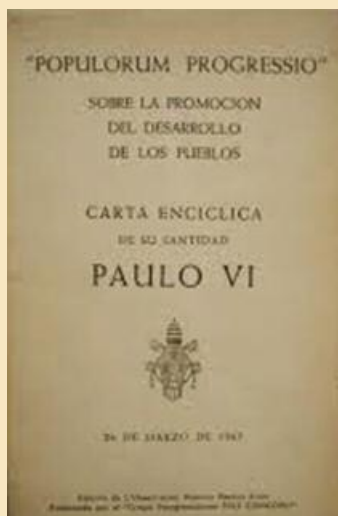 "POPULORUM PROGRESSIO"
SOBRE LA PROMOCION
DEL DESARROLLO
DE LOS PUEBLOS
CARTA ENCICLICA
DE SU SANTIDAD
PAULO VI
26 DE MARZO DE 1967